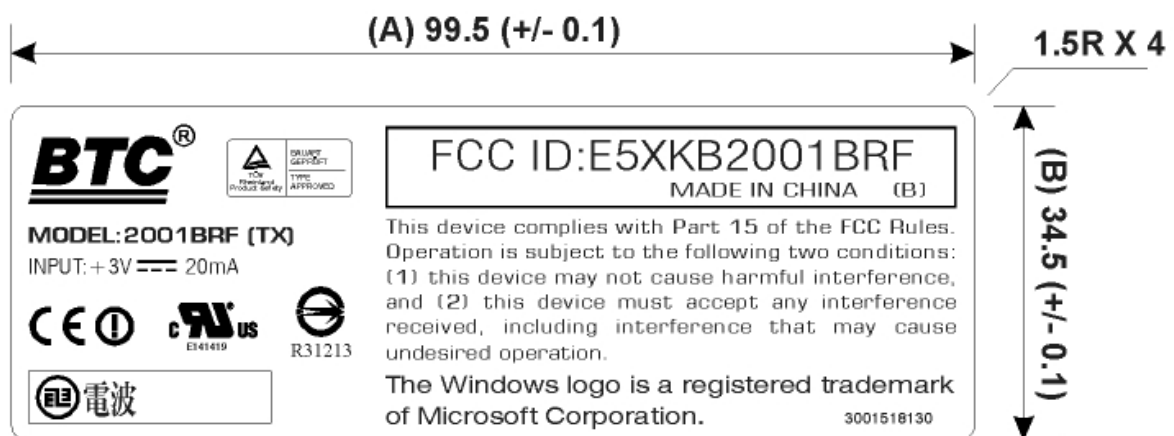 (A) 99.5 (+/- 0.1)
1.5R X 4
BTC®
TÜV
Rheinland
Product Safety
BAUART
GEPRÜFT
TYPE
APPROVED
FCC ID:E5XKB2001BRF
MADE IN CHINA (B)
MODEL:2001BRF (TX)
INPUT:+3V 20mA
CE
c RU us
E141419
R31213
電波
This device complies with Part 15 of the FCC Rules.
Operation is subject to the following two conditions:
(1) this device may not cause harmful interference,
and (2) this device must accept any interference
received, including interference that may cause
undesired operation.
The Windows logo is a registered trademark
of Microsoft Corporation.
3001518130
(B) 34.5 (+/- 0.1)